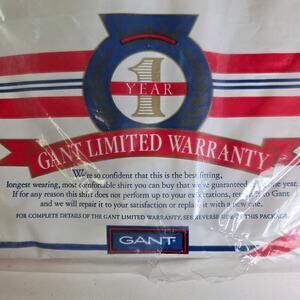 1
YEAR
GANT LIMITED WARRANTY
We're so confident that this is the best fitting,
longest wearing, most comfortable shirt you can buy that we've guaranteed it for one year.
If for any reason this shirt does not perform up to your expectations, return it to Gant
and we will repair it to your satisfaction or replace it with a new one.
FOR COMPLETE DETAILS OF THE GANT LIMITED WARRANTY, SEE REVERSE SIDE OF THIS PACKAGE.
GANT